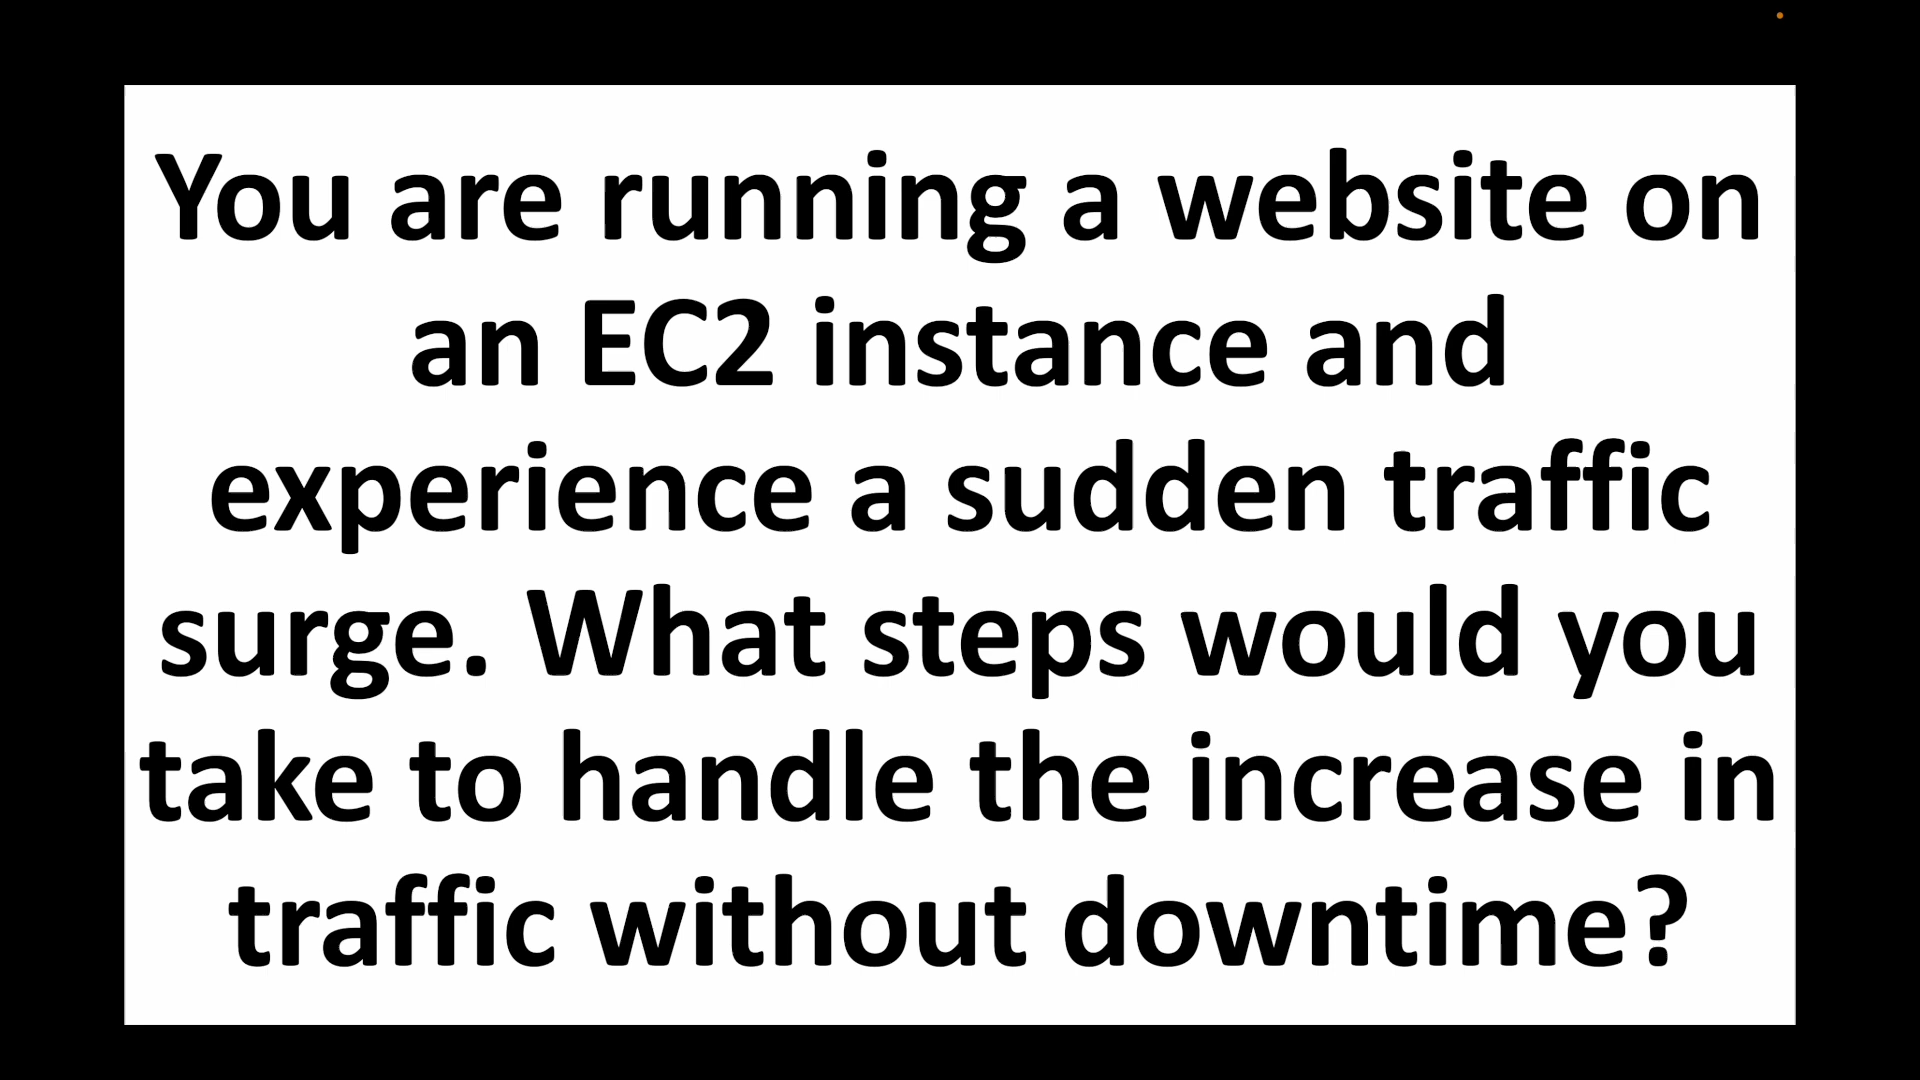 You are running a website on
an EC2 instance and
experience a sudden traffic
surge. What steps would you
take to handle the increase in
traffic without downtime?